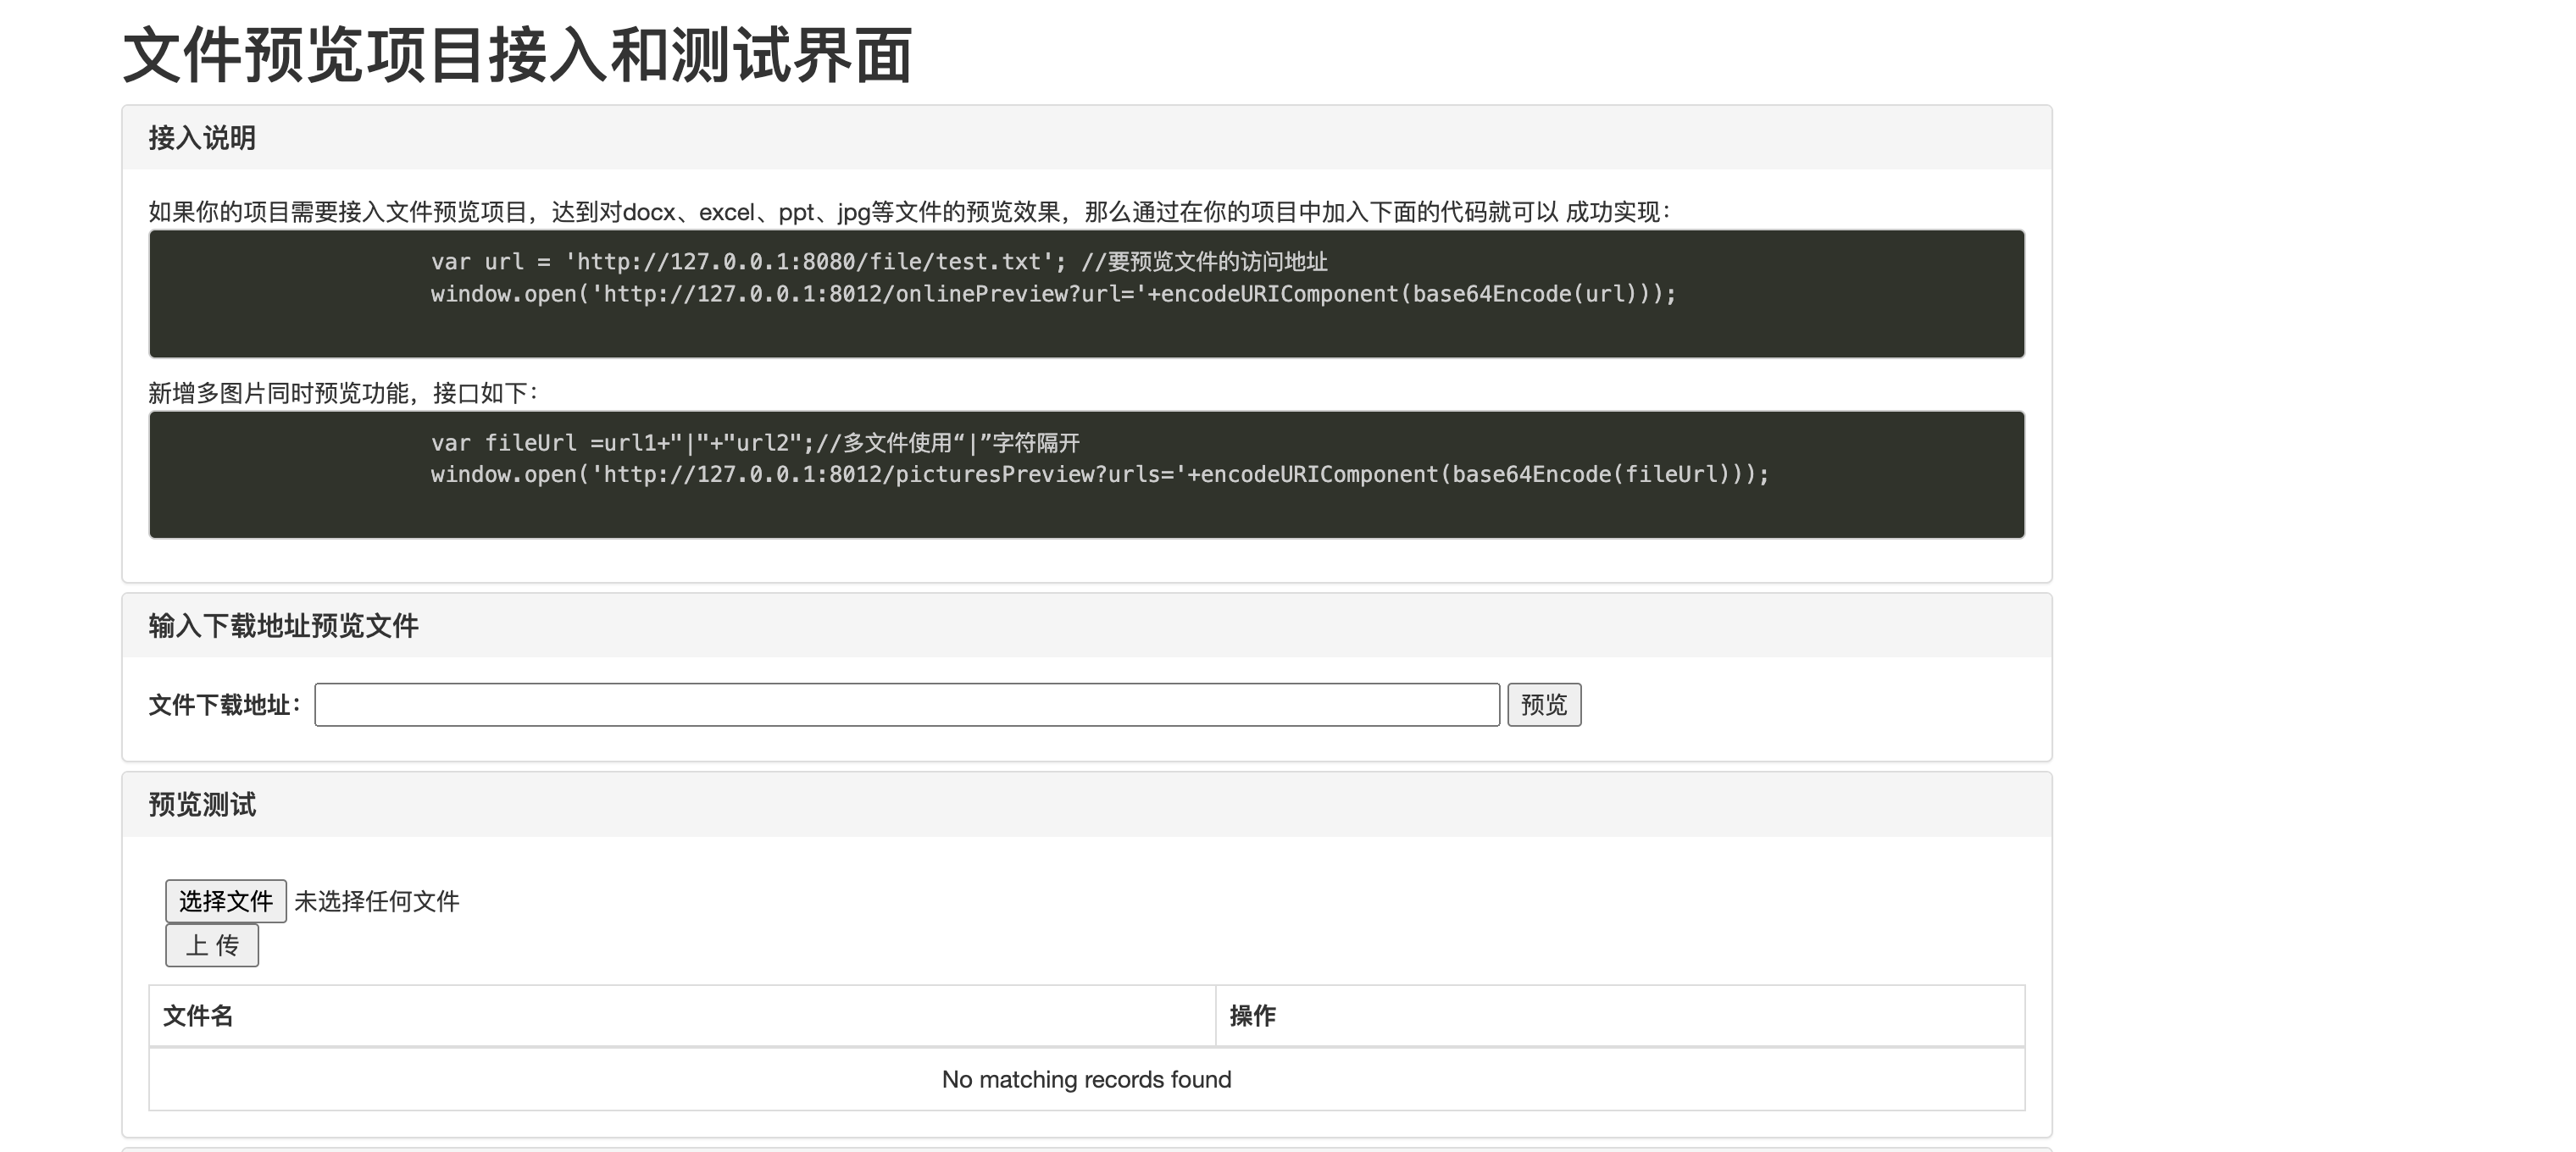 文件预览项目接入和测试界面
接入说明
如果你的项目需要接入文件预览项目，达到对docx、excel、ppt、jpg等文件的预览效果，那么通过在你的项目中加入下面的代码就可以 成功实现：
var url = 'http://127.0.0.1:8080/file/test.txt'; //要预览文件的访问地址
window.open('http://127.0.0.1:8012/onlinePreview?url='+encodeURIComponent(base64Encode(url)));
新增多图片同时预览功能，接口如下：
var fileUrl =url1+"|"+"url2";//多文件使用“|”字符隔开
window.open('http://127.0.0.1:8012/picturesPreview?urls='+encodeURIComponent(base64Encode(fileUrl)));
输入下载地址预览文件
文件下载地址： 预览
预览测试
选择文件 未选择任何文件
上 传
文件名 操作
No matching records found